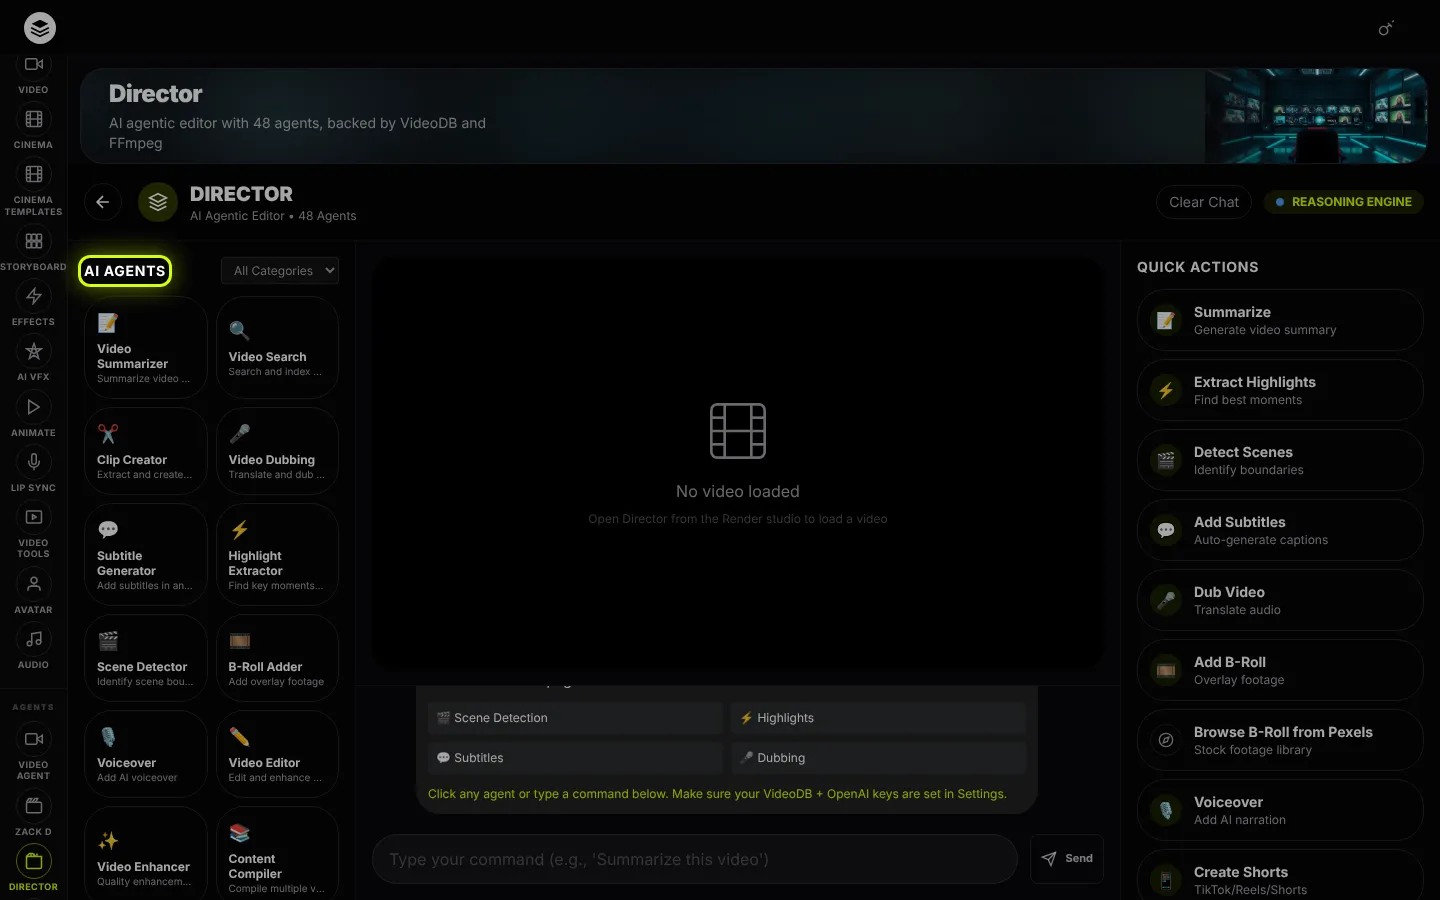 VIDEO
CINEMA
CINEMA
TEMPLATES
STORYBOARD
EFFECTS
AI VFX
ANIMATE
LIP SYNC
VIDEO
TOOLS
AVATAR
AUDIO
AGENTS
VIDEO
AGENT
ZACK D
DIRECTOR
Director
AI agentic editor with 48 agents, backed by VideoDB and
FFmpeg
DIRECTOR
AI Agentic Editor • 48 Agents
Clear Chat
REASONING ENGINE
AI AGENTS
All Categories
Video
Summarizer
Summarize video ...
Video Search
Search and index ...
Clip Creator
Extract and create...
Video Dubbing
Translate and dub ...
Subtitle
Generator
Add subtitles in an...
Highlight
Extractor
Find key moments...
Scene Detector
Identify scene bou...
B-Roll Adder
Add overlay footage
Voiceover
Add AI voiceover
Video Editor
Edit and enhance ...
Video Enhancer
Quality enhancem...
Content
Compiler
Compile multiple v...
No video loaded
Open Director from the Render studio to load a video
Scene Detection
Highlights
Subtitles
Dubbing
Click any agent or type a command below. Make sure your VideoDB + OpenAI keys are set in Settings.
Type your command (e.g., 'Summarize this video')
Send
QUICK ACTIONS
Summarize
Generate video summary
Extract Highlights
Find best moments
Detect Scenes
Identify boundaries
Add Subtitles
Auto-generate captions
Dub Video
Translate audio
Add B-Roll
Overlay footage
Browse B-Roll from Pexels
Stock footage library
Voiceover
Add AI narration
Create Shorts
TikTok/Reels/Shorts